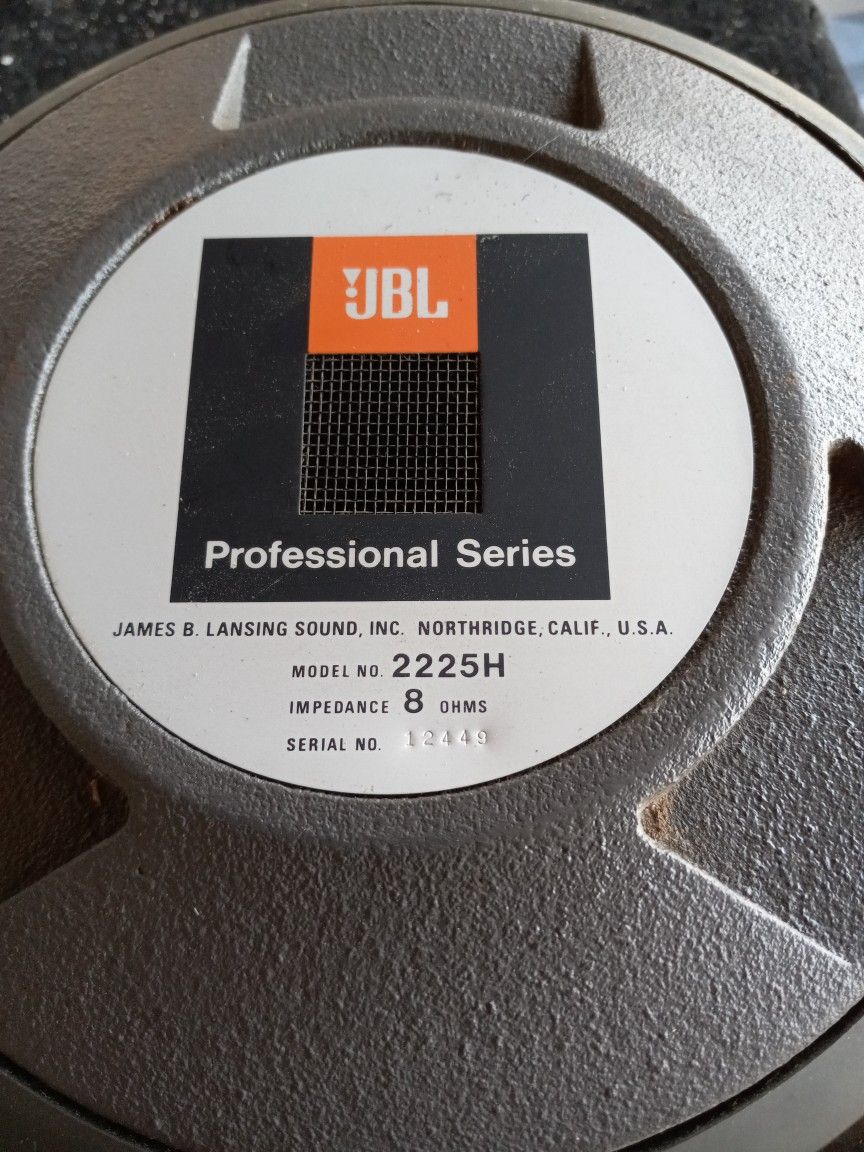 JBL
Professional Series
JAMES B. LANSING SOUND, INC. NORTHRIDGE, CALIF., U.S.A.
MODEL NO. 2225H
IMPEDANCE 8 OHMS
SERIAL NO. 12449